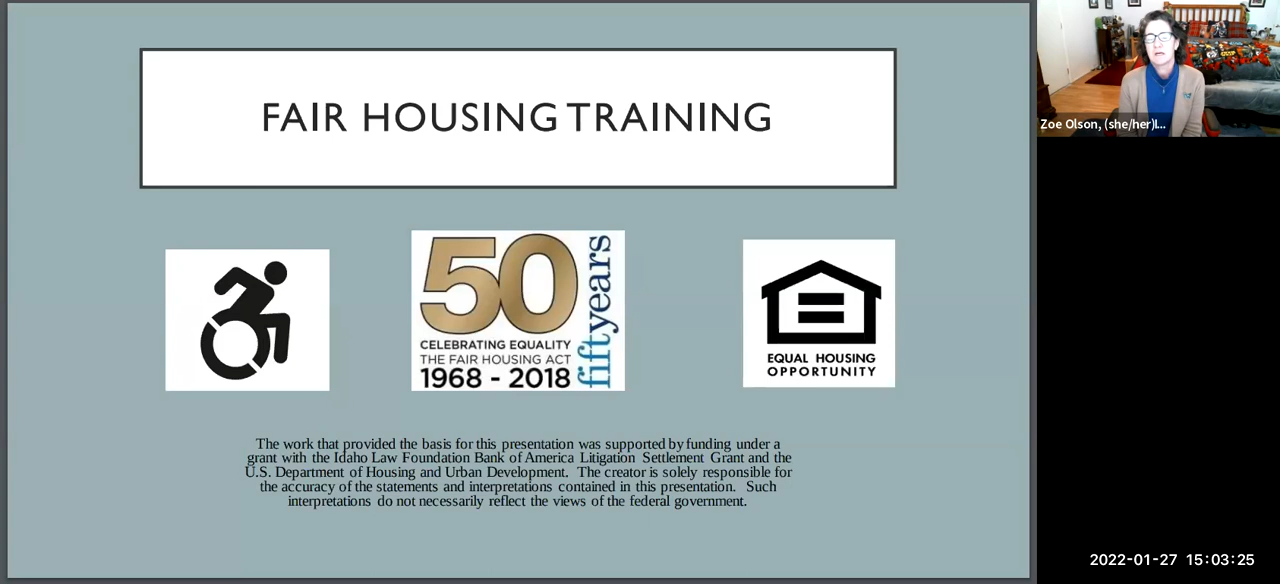 FAIR HOUSING TRAINING
50
fiftyears
CELEBRATING EQUALITY
THE FAIR HOUSING ACT
1968 - 2018
EQUAL HOUSING
OPPORTUNITY
The work that provided the basis for this presentation was supported by funding under a
grant with the Idaho Law Foundation Bank of America Litigation Settlement Grant and the
U.S. Department of Housing and Urban Development. The creator is solely responsible for
the accuracy of the statements and interpretations contained in this presentation. Such
interpretations do not necessarily reflect the views of the federal government.
Zoe Olson, (she/her)I...
2022-01-27 15:03:25